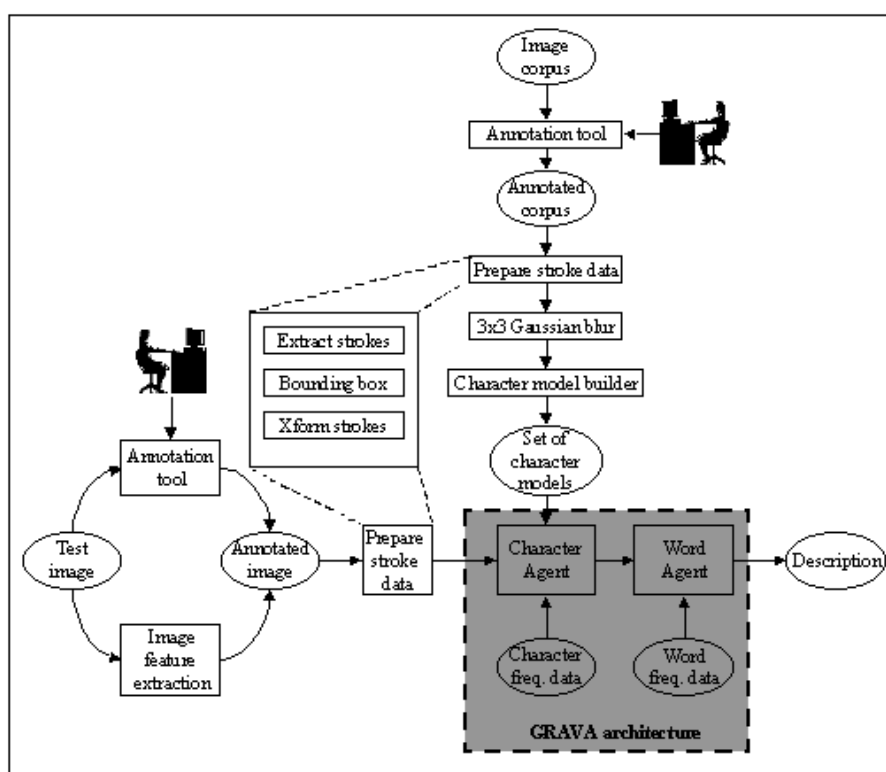 Image
corpus
Annotation tool
Annotated
corpus
Prepare stroke data
3x3 Gaussian blur
Extract strokes
Bounding box
Xform strokes
Character model builder
Set of
character
models
Annotation
tool
Test
image
Annotated
image
Prepare
stroke
data
Character
Agent
Word
Agent
Description
Image
feature
extraction
Character
freq. data
Word
freq. data
GRAVA architecture